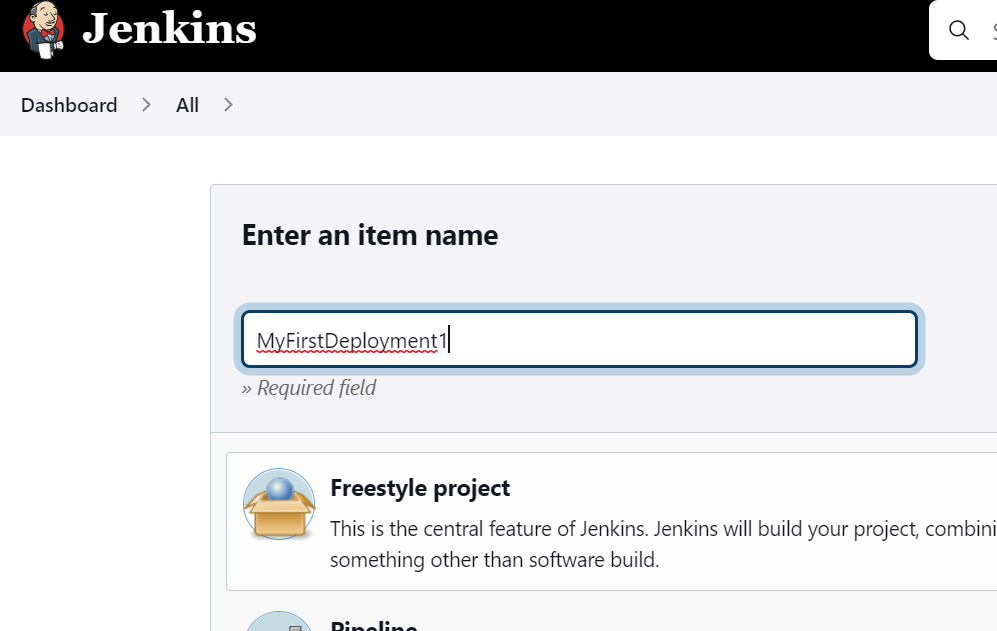 Jenkins
Dashboard > All >
Enter an item name
MyFirstDeployment1
» Required field
Freestyle project
This is the central feature of Jenkins. Jenkins will build your project, combini
something other than software build.
Pipeline